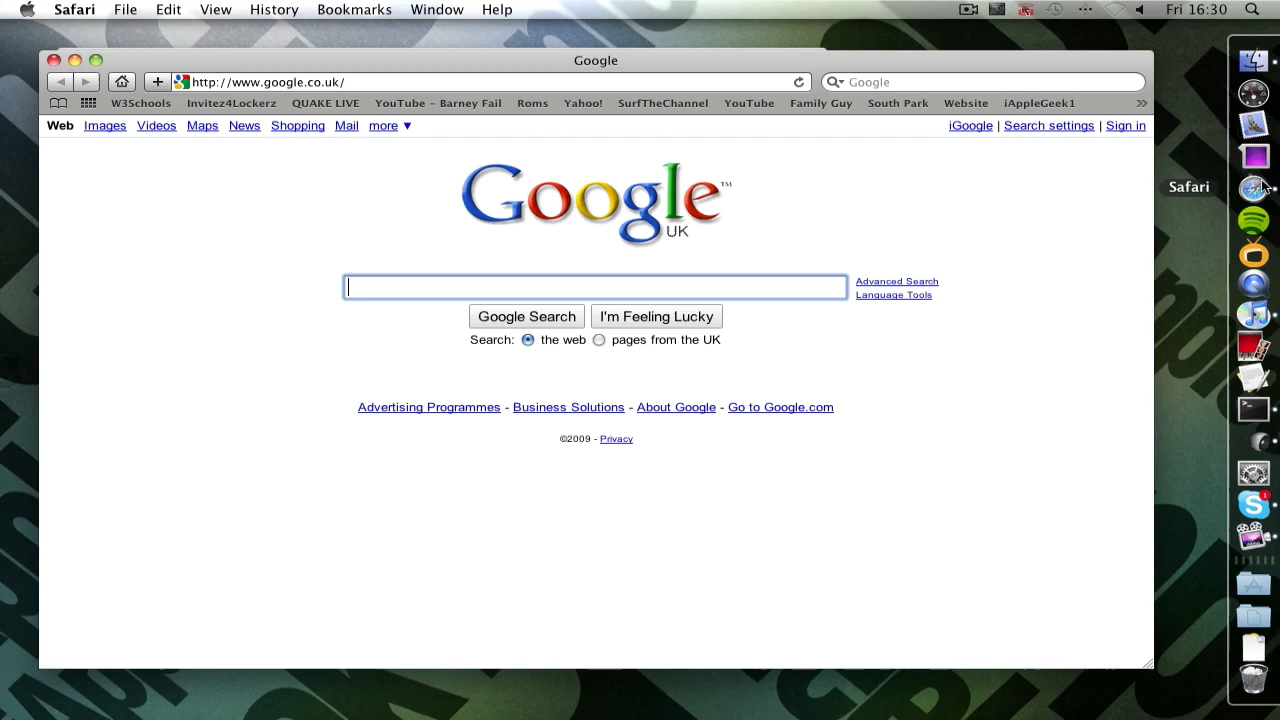 Safari File Edit View History Bookmarks Window Help Fri 16:30
Google
http://www.google.co.uk/ Google
W3Schools Invitez4Lockerz QUAKE LIVE YouTube – Barney Fail Roms Yahoo! SurfTheChannel YouTube Family Guy South Park Website iAppleGeek1 »
Web Images Videos Maps News Shopping Mail more ▼ iGoogle | Search settings | Sign in
Google™
UK
Safari
Advanced Search
Language Tools
Google Search I'm Feeling Lucky
Search: the web pages from the UK
Advertising Programmes - Business Solutions - About Google - Go to Google.com
©2009 - Privacy
1